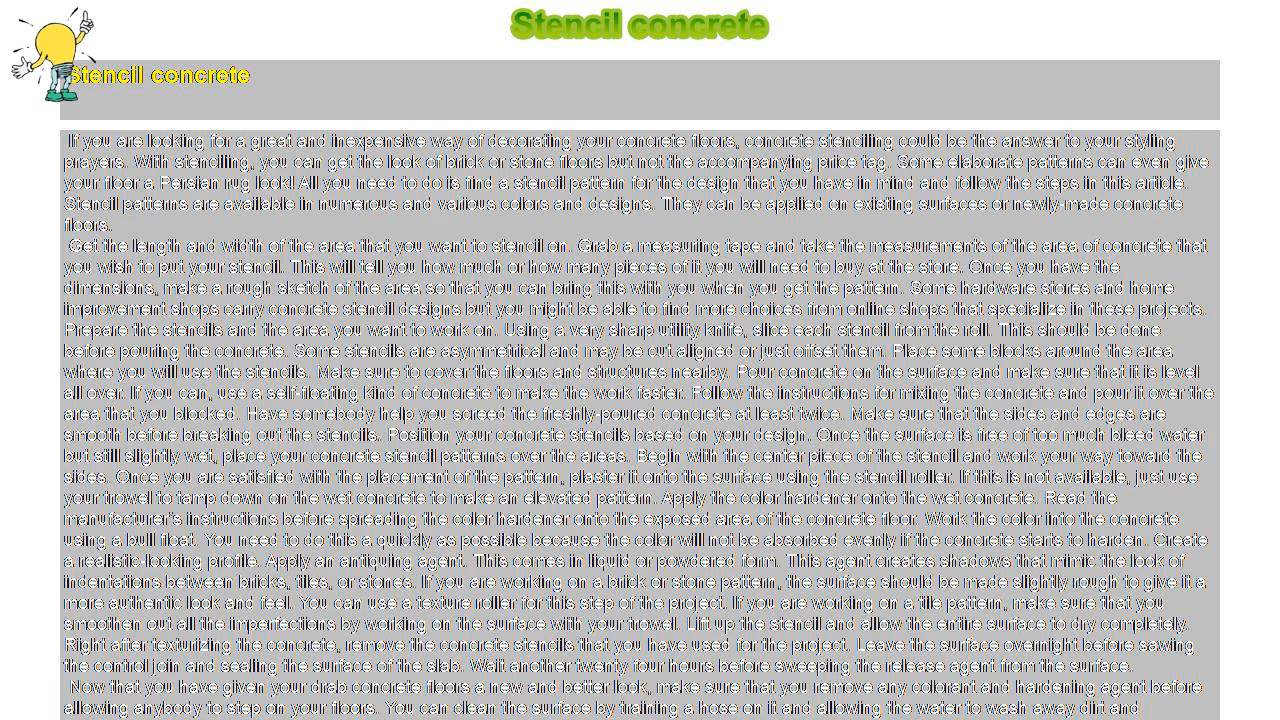 Stencil concrete
Stencil concrete
If you are looking for a great and inexpensive way of decorating your concrete floors, concrete stenciling could be the answer to your styling
prayers. With stenciling, you can get the look of brick or stone floors but not the accompanying price tag. Some elaborate patterns can even give
your floor a Persian rug look! All you need to do is find a stencil pattern for the design that you have in mind and follow the steps in this article.
Stencil patterns are available in numerous and various colors and designs. They can be applied on existing surfaces or newly-made concrete
floors.
Get the length and width of the area that you want to stencil on. Grab a measuring tape and take the measurements of the area of concrete that
you wish to put your stencil. This will tell you how much or how many pieces of it you will need to buy at the store. Once you have the
dimensions, make a rough sketch of the area so that you can bring this with you when you get the pattern. Some hardware stores and home
improvement shops carry concrete stencil designs but you might be able to find more choices from online shops that specialize in these projects.
Prepare the stencils and the area you want to work on. Using a very sharp utility knife, slice each stencil from the roll. This should be done
before pouring the concrete. Some stencils are asymmetrical and may be cut aligned or just offset them. Place some blocks around the area
where you will use the stencils. Make sure to cover the floors and structures nearby. Pour concrete on the surface and make sure that it is level
all over. If you can, use a self-floating kind of concrete to make the work faster. Follow the instructions for mixing the concrete and pour it over the
area that you blocked. Have somebody help you screed the freshly-poured concrete at least twice. Make sure that the sides and edges are
smooth before breaking out the stencils. Position your concrete stencils based on your design. Once the surface is free of too much bleed water
but still slightly wet, place your concrete stencil patterns over the areas. Begin with the center piece of the stencil and work your way toward the
sides. Once you are satisfied with the placement of the pattern, plaster it onto the surface using the stencil roller. If this is not available, just use
your trowel to tamp down on the wet concrete to make an elevated pattern. Apply the color hardener onto the wet concrete. Read the
manufacturer's instructions before spreading the color hardener onto the exposed area of the concrete floor. Work the color into the concrete
using a bull float. You need to do this a quickly as possible because the color will not be absorbed evenly if the concrete starts to harden. Create
a realistic-looking profile. Apply an antiquing agent. This comes in liquid or powdered form. This agent creates shadows that mimic the look of
indentations between bricks, tiles, or stones. If you are working on a brick or stone pattern, the surface should be made slightly rough to give it a
more authentic look and feel. You can use a texture roller for this step of the project. If you are working on a tile pattern, make sure that you
smoothen out all the imperfections by working on the surface with your trowel. Lift up the stencil and allow the entire surface to dry completely.
Right after texturizing the concrete, remove the concrete stencils that you have used for the project. Leave the surface overnight before sawing
the control join and sealing the surface of the slab. Wait another twenty four hours before sweeping the release agent from the surface.
Now that you have given your drab concrete floors a new and better look, make sure that you remove any colorant and hardening agent before
allowing anybody to step on your floors. You can clean the surface by training a hose on it and allowing the water to wash away dirt and